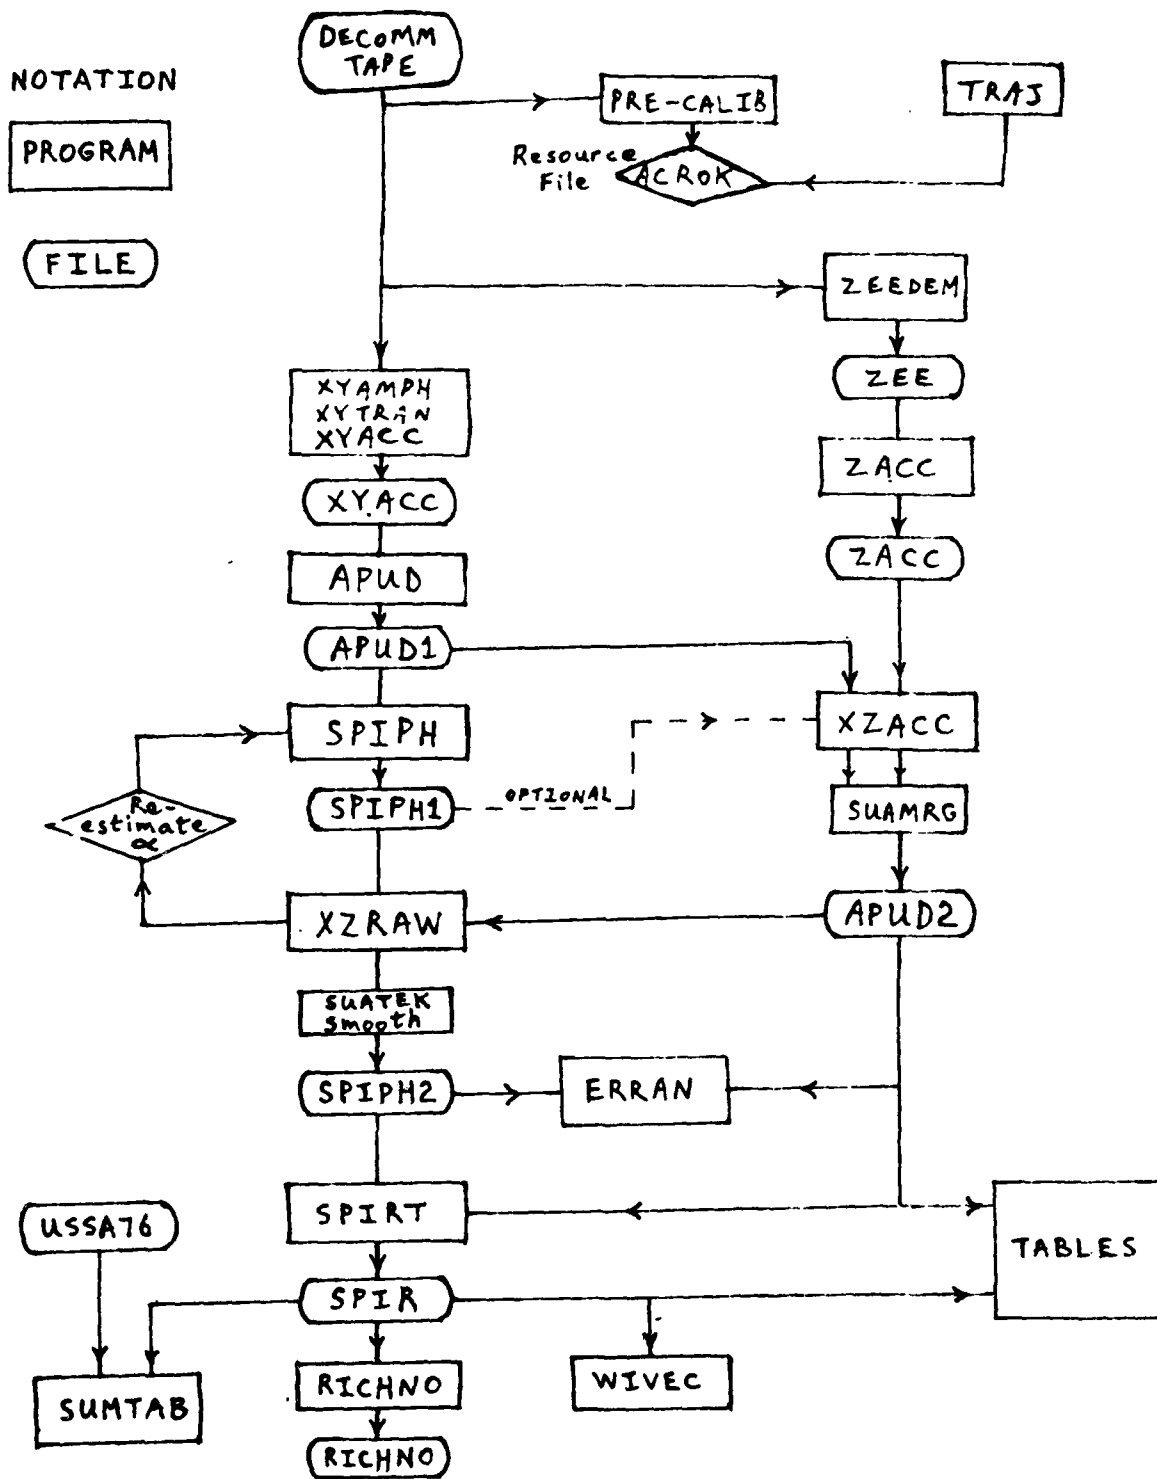 DECOMM
TAPE
NOTATION
PROGRAM
FILE
PRE-CALIB
TRAJ
Resource
File
ACROK
ZEEDEM
ZEE
ZACC
ZACC
XYAMPH
XYTRAN
XYACC
XY.ACC
APUD
APUD1
SPIPH
XZACC
SPIPH1
OPTIONAL
SUAMRG
Re-
estimate
α
XZRAW
APUD2
SUATEK
smooth
SPIPH2
ERRAN
SPIRT
USSA76
TABLES
SPIR
SUMTAB
RICHNO
WIVEC
RICHNO